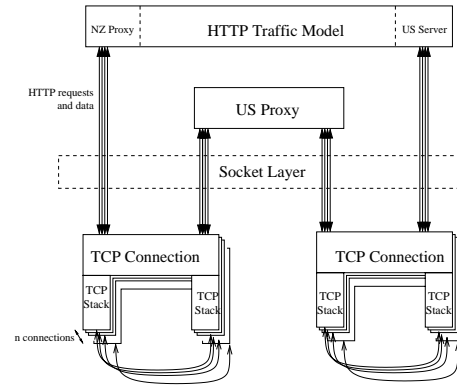 NZ Proxy
HTTP Traffic Model
US Server
HTTP requests
and data
US Proxy
Socket Layer
TCP Connection
TCP Connection
TCP
Stack
TCP
Stack
TCP
Stack
TCP
Stack
n connections